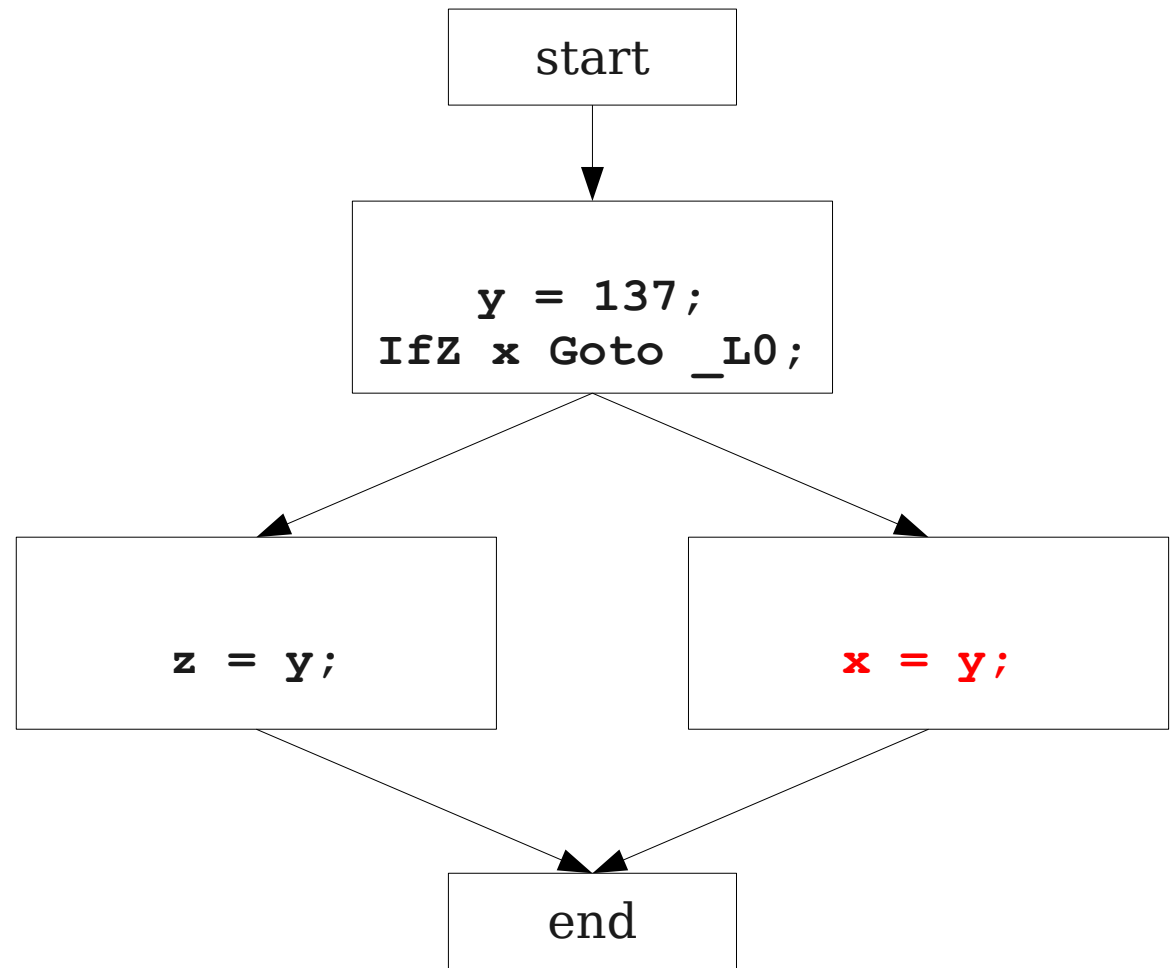 start
y = 137;
IfZ x Goto _L0;
z = y;
x = y;
end